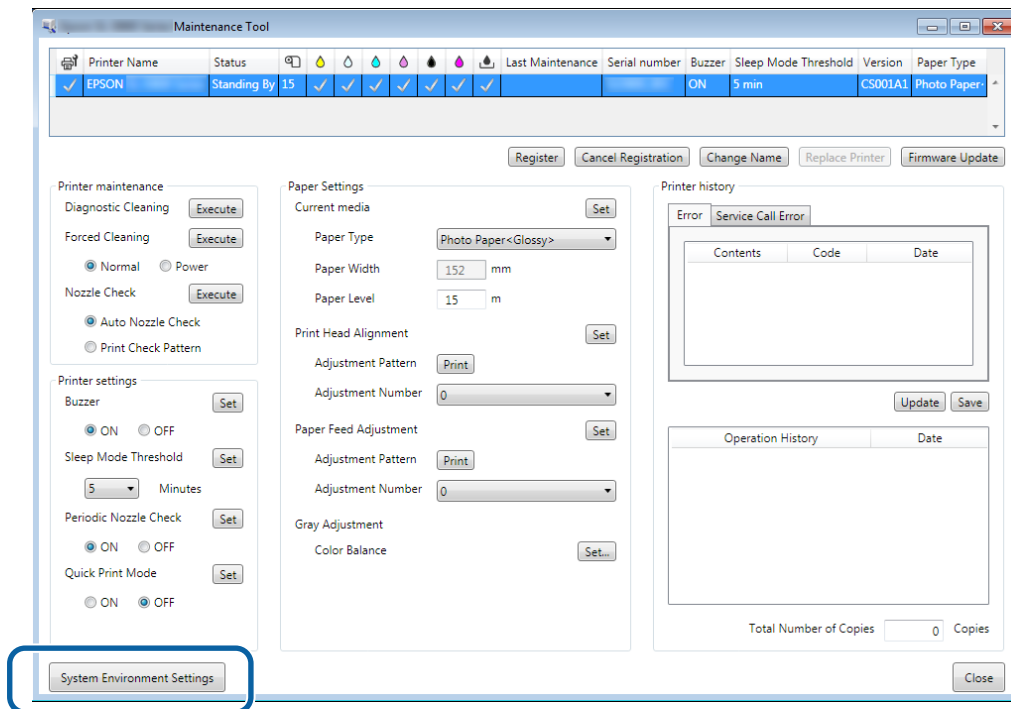 Maintenance Tool
Printer Name Status Last Maintenance Serial number Buzzer Sleep Mode Threshold Version Paper Type
EPSON Standing By 15 ON 5 min CS001A1 Photo Paper
Register Cancel Registration Change Name Replace Printer Firmware Update
Printer maintenance
Diagnostic Cleaning Execute
Forced Cleaning Execute
Normal Power
Nozzle Check Execute
Auto Nozzle Check
Print Check Pattern
Printer settings
Buzzer Set
ON OFF
Sleep Mode Threshold Set
5 Minutes
Periodic Nozzle Check Set
ON OFF
Quick Print Mode Set
ON OFF
Paper Settings
Current media Set
Paper Type Photo Paper<Glossy>
Paper Width 152 mm
Paper Level 15 m
Print Head Alignment Set
Adjustment Pattern Print
Adjustment Number 0
Paper Feed Adjustment Set
Adjustment Pattern Print
Adjustment Number 0
Gray Adjustment
Color Balance Set...
Printer history
Error Service Call Error
Contents Code Date
Update Save
Operation History Date
Total Number of Copies 0 Copies
System Environment Settings Close